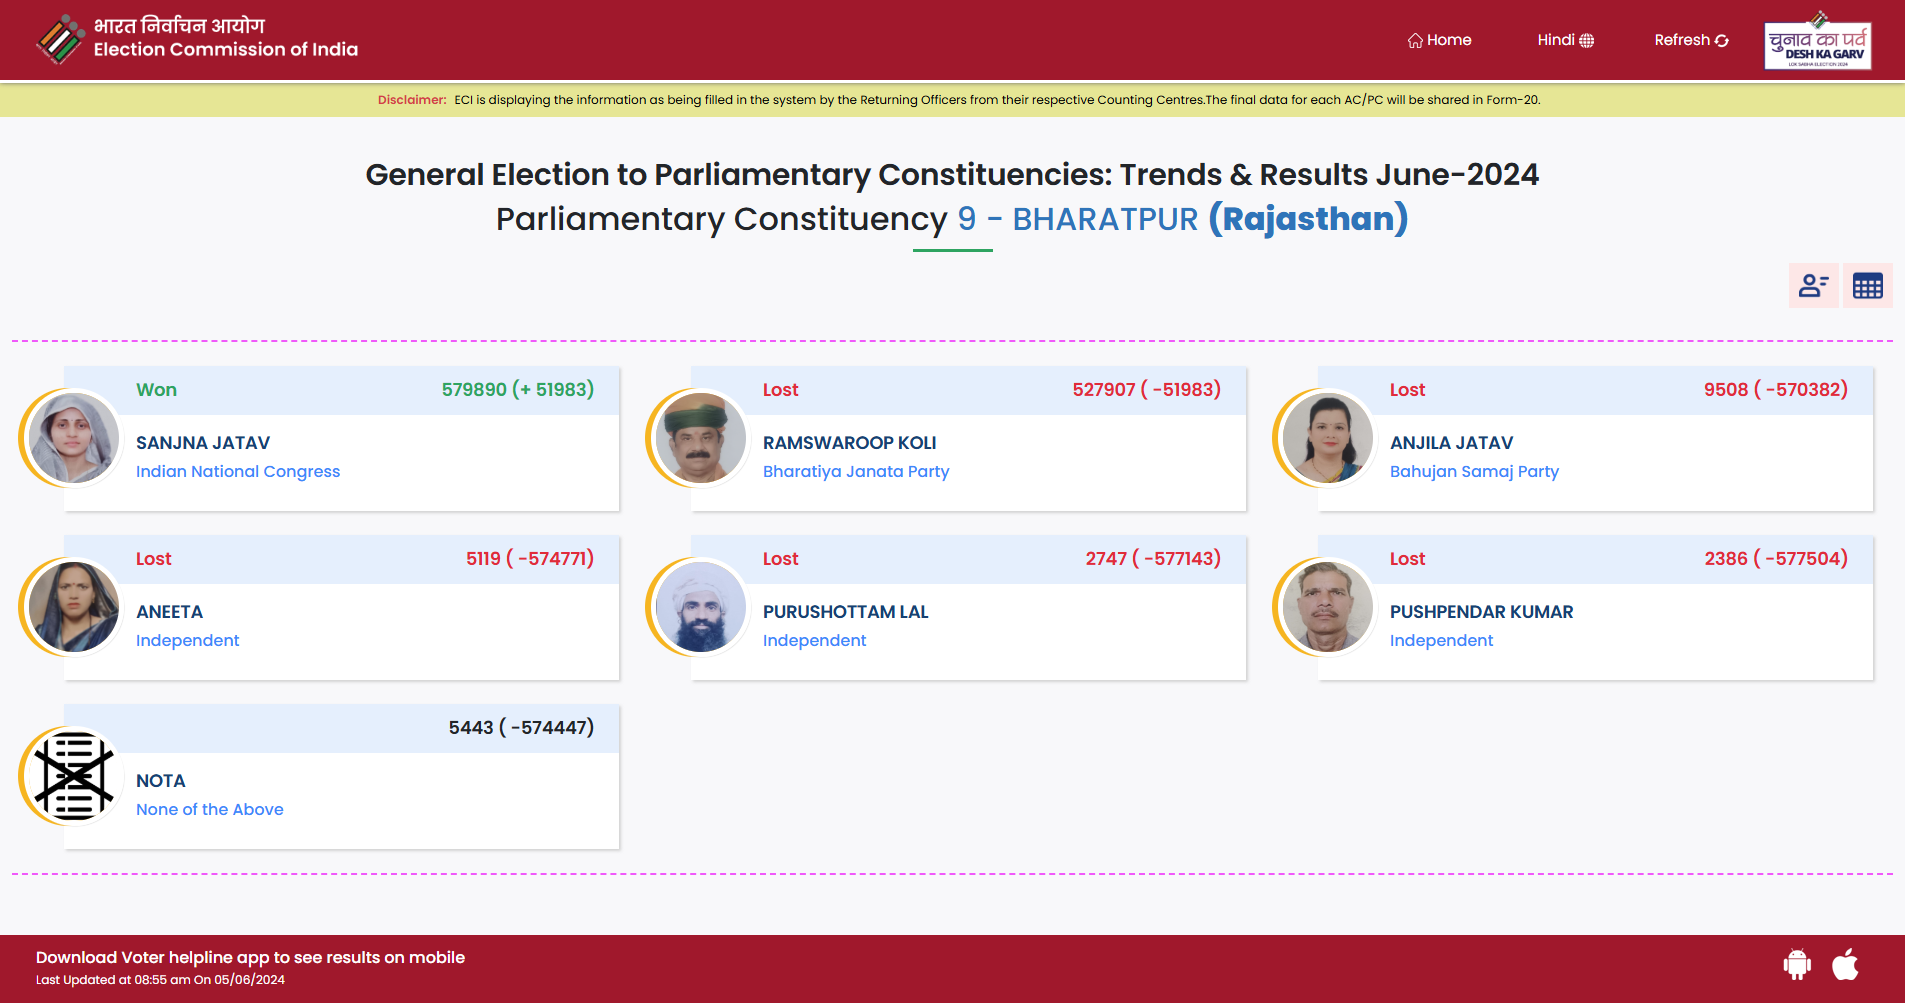 भारत निर्वाचन आयोग
Election Commission of India
Home
Hindi
Refresh
चुनाव का पर्व
DESH KA GARV
LOK SABHA ELECTION 2024
Disclaimer: ECI is displaying the information as being filled in the system by the Returning Officers from their respective Counting Centres.The final data for each AC/PC will be shared in Form-20.
General Election to Parliamentary Constituencies: Trends & Results June-2024
Parliamentary Constituency 9 - BHARATPUR (Rajasthan)
Won 579890 (+ 51983)
SANJNA JATAV
Indian National Congress
Lost 527907 ( -51983)
RAMSWAROOP KOLI
Bharatiya Janata Party
Lost 9508 ( -570382)
ANJILA JATAV
Bahujan Samaj Party
Lost 5119 ( -574771)
ANEETA
Independent
Lost 2747 ( -577143)
PURUSHOTTAM LAL
Independent
Lost 2386 ( -577504)
PUSHPENDAR KUMAR
Independent
5443 ( -574447)
NOTA
None of the Above
Download Voter helpline app to see results on mobile
Last Updated at 08:55 am On 05/06/2024